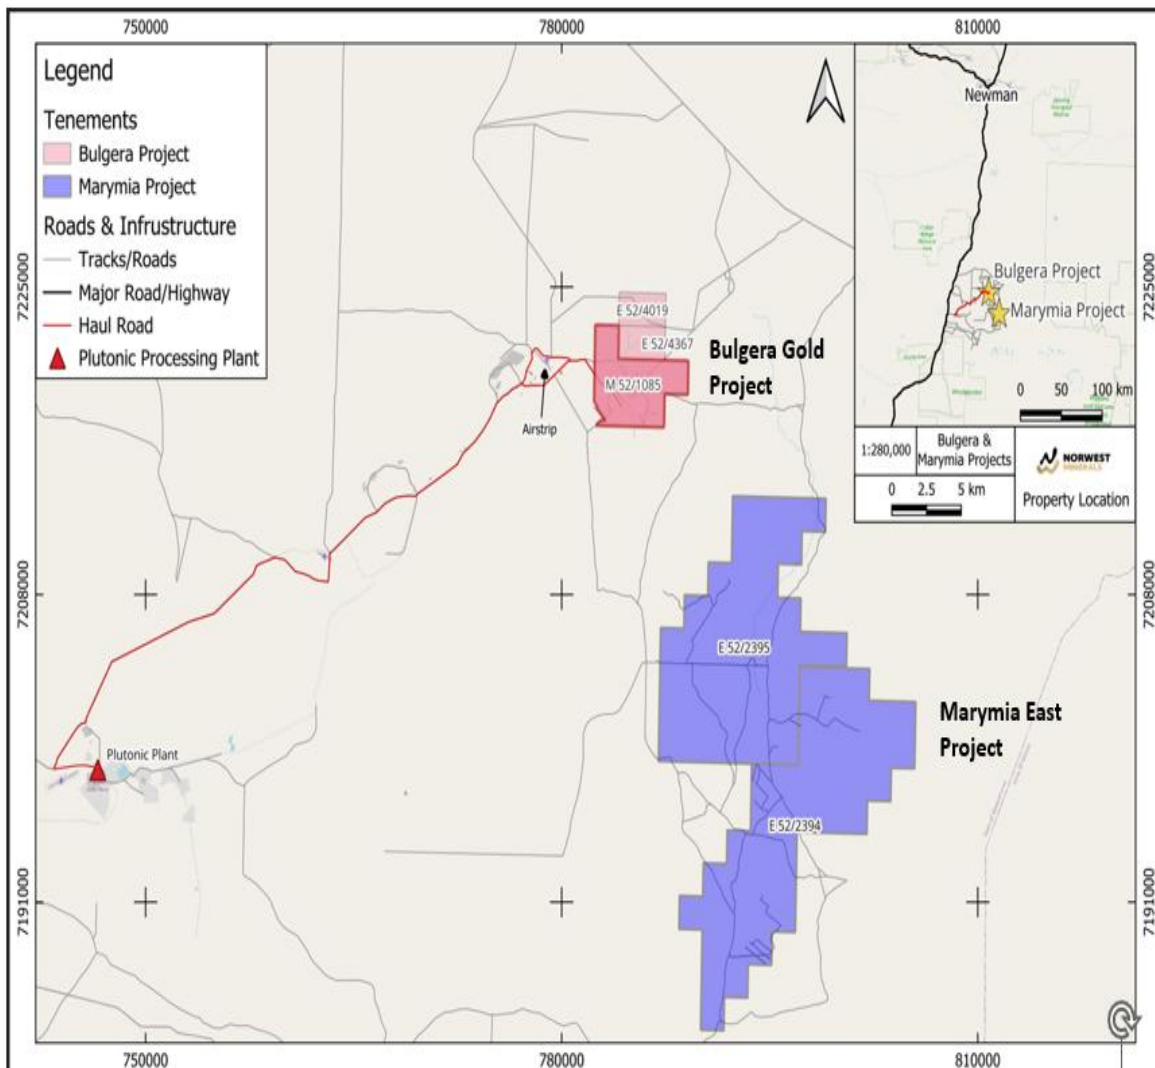 750000
780000
810000
Legend
Tenements
Bulgera Project
Marymia Project
Roads & Infrustructure
Tracks/Roads
Major Road/Highway
Haul Road
Plutonic Processing Plant
Newman
Bulgera Project
Marymia Project
0 50 100 km
1:280,000
Bulgera &
Marymia Projects
NORWEST
MINERALS
0 2.5 5 km
Property Location
7225000
7225000
E 52/4019
E 52/4367
M 52/1085
Bulgera Gold
Project
Airstrip
7208000
7208000
E 52/2395
Marymia East
Project
Plutonic Plant
E 52/2394
7191000
7191000
750000
780000
810000